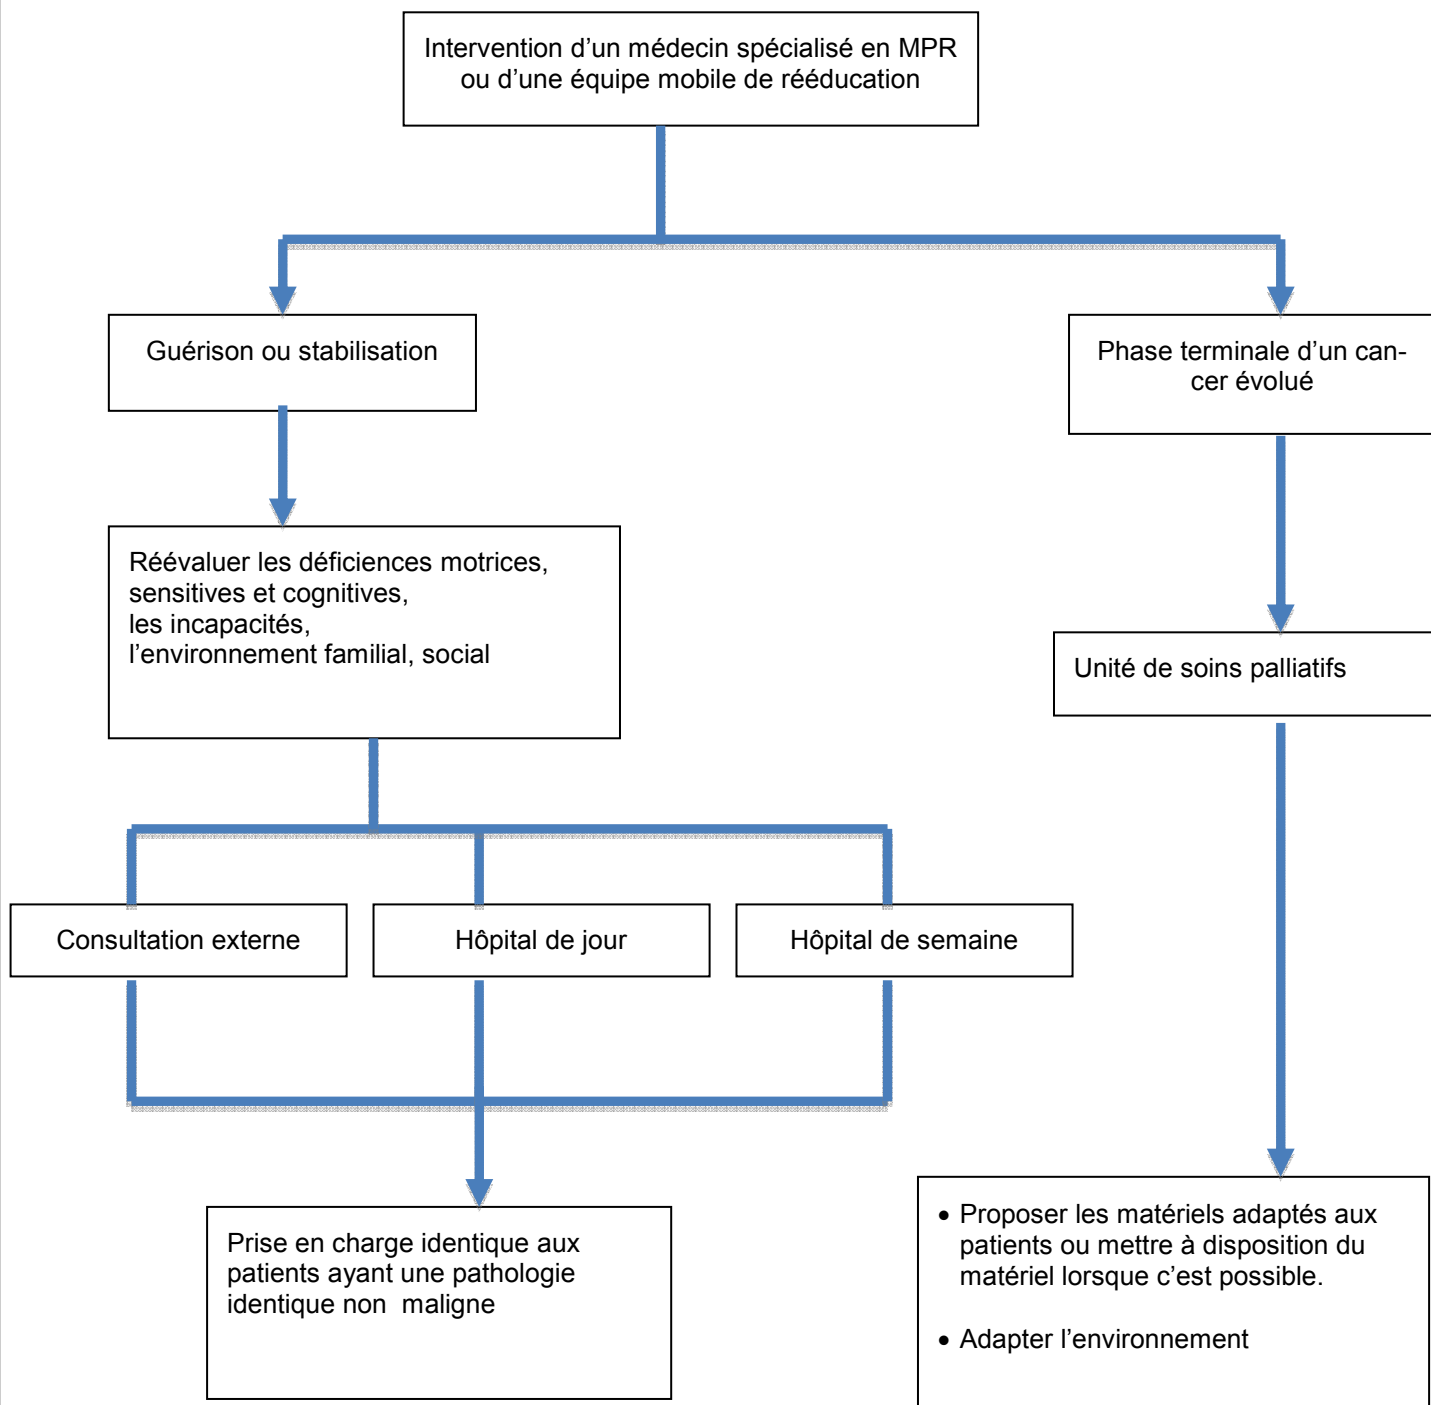 Intervention d’un médecin spécialisé en MPR
ou d’une équipe mobile de rééducation
Guérison ou stabilisation
Phase terminale d’un can-
cer évolué
Réévaluer les déficiences motrices,
sensitives et cognitives,
les incapacités,
l’environnement familial, social
Unité de soins palliatifs
Consultation externe
Hôpital de jour
Hôpital de semaine
Prise en charge identique aux
patients ayant une pathologie
identique non  maligne
• Proposer les matériels adaptés aux
patients ou mettre à disposition du
matériel lorsque c’est possible.
• Adapter l’environnement